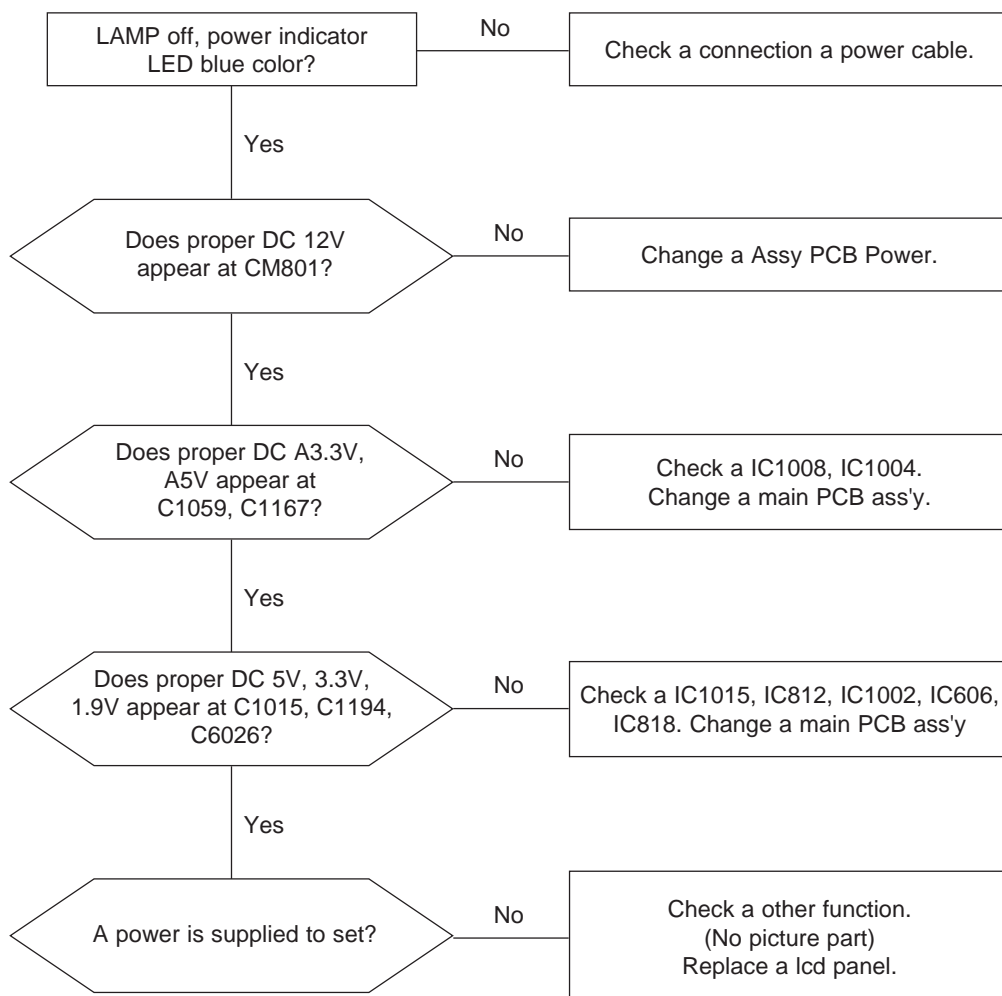 LAMP off, power indicator
LED blue color?
No
Check a connection a power cable.
Yes
Does proper DC 12V
appear at CM801?
No
Change a Assy PCB Power.
Yes
Does proper DC A3.3V,
A5V appear at
C1059, C1167?
No
Check a IC1008, IC1004.
Change a main PCB ass'y.
Yes
Does proper DC 5V, 3.3V,
1.9V appear at C1015, C1194,
C6026?
No
Check a IC1015, IC812, IC1002, IC606,
IC818. Change a main PCB ass'y
Yes
A power is supplied to set?
No
Check a other function.
(No picture part)
Replace a lcd panel.